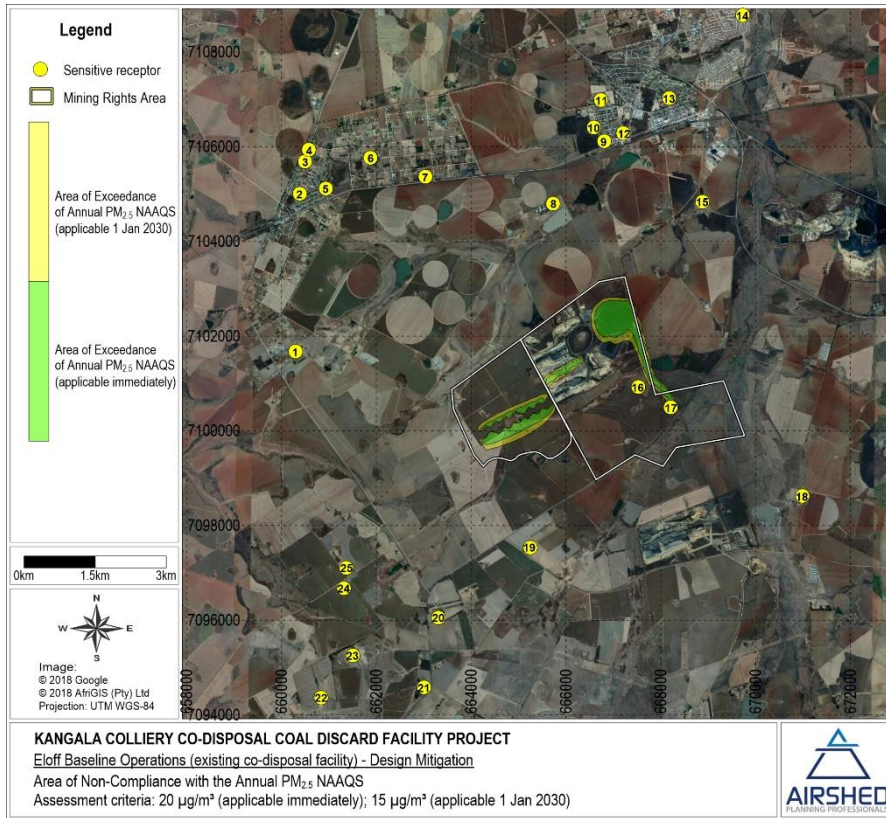 Legend
Sensitive receptor
Mining Rights Area
Area of Exceedance
of Annual PM₂.₅ NAAQS
(applicable 1 Jan 2030)
Area of Exceedance
of Annual PM₂.₅ NAAQS
(applicable immediately)
0km 1.5km 3km
N
W E
S
Image:
© 2018 Google
© 2018 AfriGIS (Pty) Ltd
Projection: UTM WGS-84
7108000
7106000
7104000
7102000
7100000
7098000
7096000
7094000
658000
660000
662000
664000
666000
668000
670000
672000
14
11
13
10
12
9
4
3
6
2
5
7
8
15
1
16
17
18
19
25
24
20
23
21
22
KANGALA COLLIERY CO-DISPOSAL COAL DISCARD FACILITY PROJECT
Eloff Baseline Operations (existing co-disposal facility) - Design Mitigation
Area of Non-Compliance with the Annual PM₂.₅ NAAQS
Assessment criteria: 20 µg/m³ (applicable immediately); 15 µg/m³ (applicable 1 Jan 2030)
AIRSHED
PLANNING PROFESSIONALS